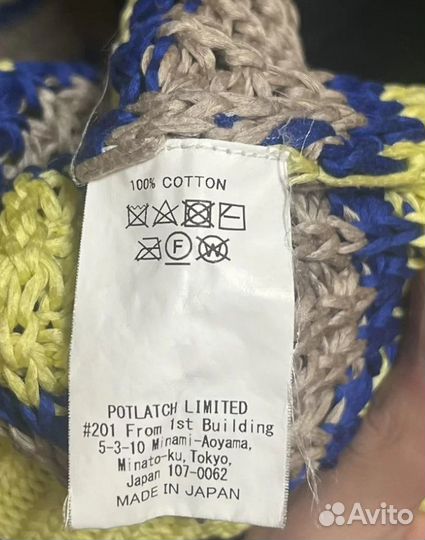 100% COTTON
F W
POTLATCH LIMITED
#201 From 1st Building
5-3-10 Minami-Aoyama,
Minato-ku, Tokyo,
Japan 107-0062
MADE IN JAPAN
Avito